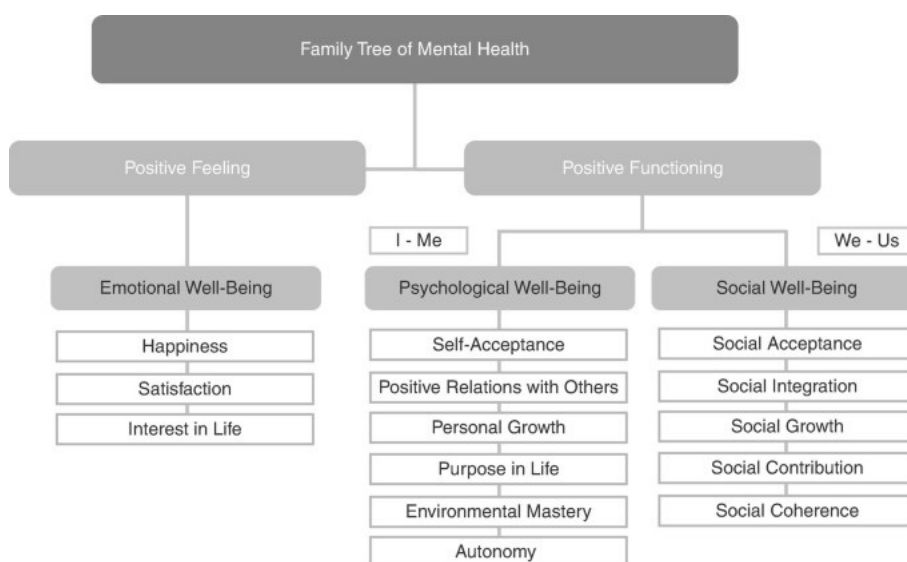 Family Tree of Mental Health
Positive Feeling
Positive Functioning
I - Me
We - Us
Emotional Well-Being
Psychological Well-Being
Social Well-Being
Happiness
Satisfaction
Interest in Life
Self-Acceptance
Positive Relations with Others
Personal Growth
Purpose in Life
Environmental Mastery
Autonomy
Social Acceptance
Social Integration
Social Growth
Social Contribution
Social Coherence